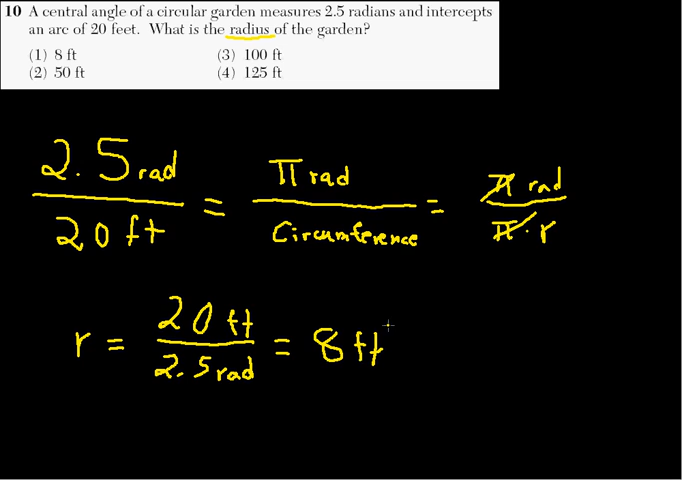 10 A central angle of a circular garden measures 2.5 radians and intercepts
an arc of 20 feet. What is the radius of the garden?
(1) 8 ft (3) 100 ft
(2) 50 ft (4) 125 ft
2.5 rad / 20 ft = π rad / Circumference = π rad / π · r
r = 20 ft / 2.5 rad = 8 ft